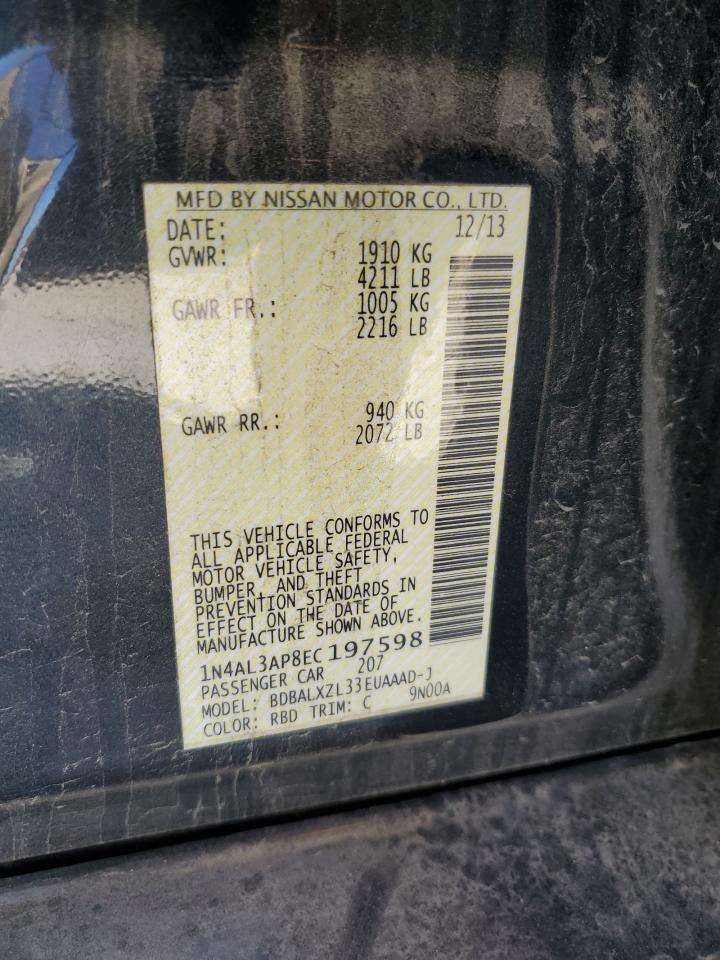 MFD BY NISSAN MOTOR CO., LTD.
DATE: 12/13
GVWR: 1910 KG
4211 LB
GAWR FR.: 1005 KG
2216 LB
GAWR RR.: 940 KG
2072 LB
THIS VEHICLE CONFORMS TO
ALL APPLICABLE FEDERAL
MOTOR VEHICLE SAFETY,
BUMPER, AND THEFT
PREVENTION STANDARDS IN
EFFECT ON THE DATE OF
MANUFACTURE SHOWN ABOVE.
1N4AL3AP8EC197598
PASSENGER CAR 207
MODEL: BDBALXZL33EUAAAD-J
COLOR: RBD TRIM: C 9N00A